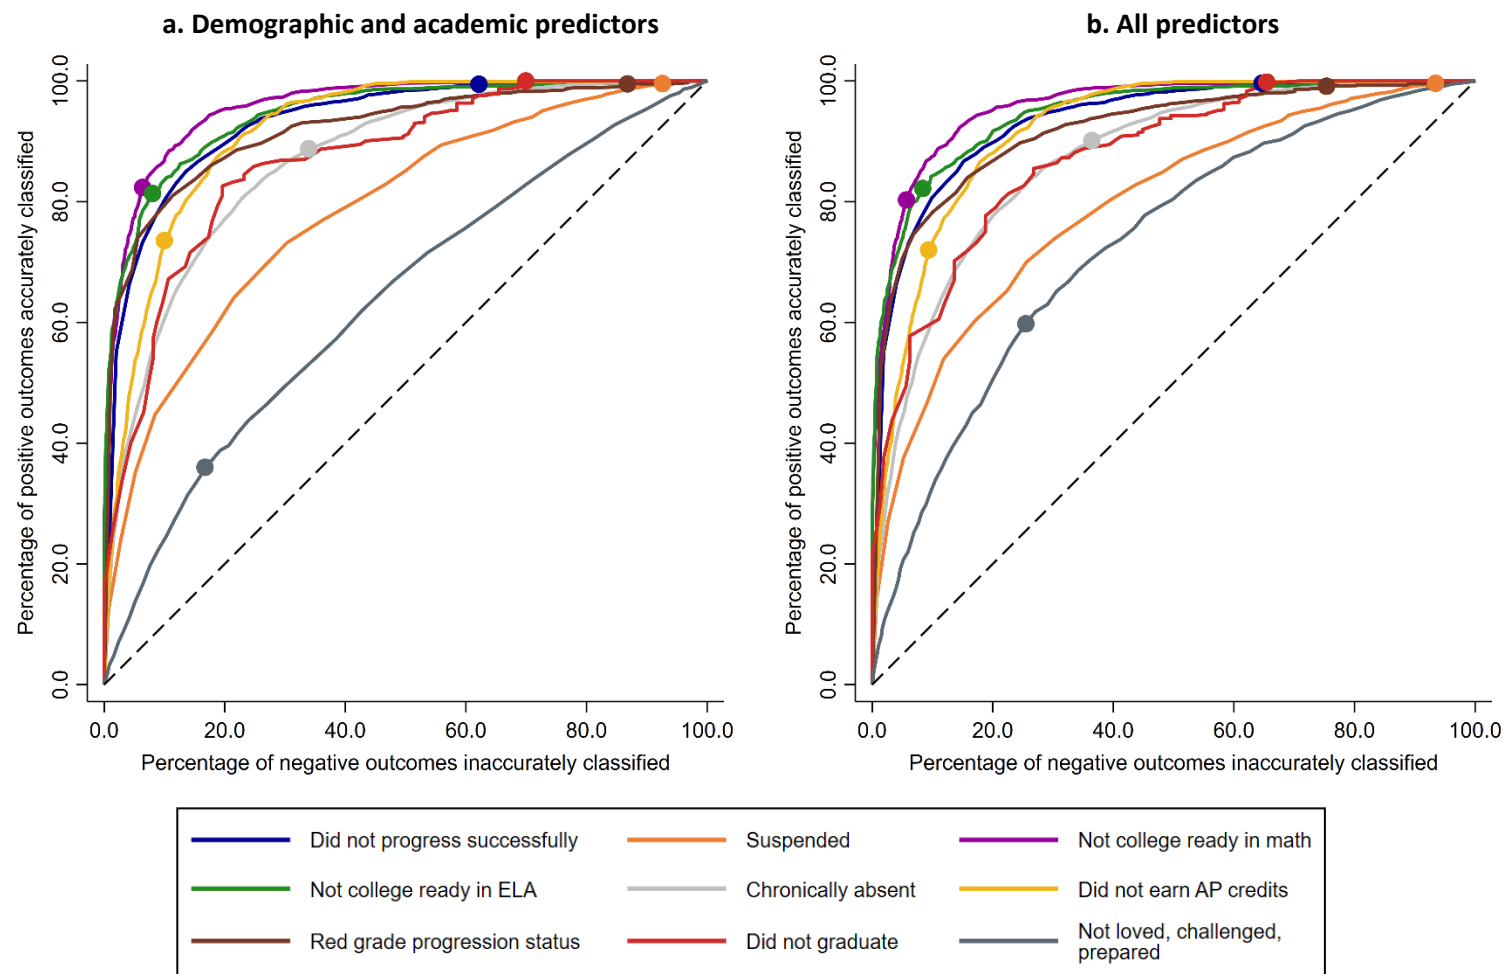 a. Demographic and academic predictors
Percentage of positive outcomes accurately classified
100.0
80.0
60.0
40.0
20.0
0.0
0.0 20.0 40.0 60.0 80.0 100.0
Percentage of negative outcomes inaccurately classified
b. All predictors
Percentage of positive outcomes accurately classified
100.0
80.0
60.0
40.0
20.0
0.0
0.0 20.0 40.0 60.0 80.0 100.0
Percentage of negative outcomes inaccurately classified
Did not progress successfully
Suspended
Not college ready in math
Not college ready in ELA
Chronically absent
Did not earn AP credits
Red grade progression status
Did not graduate
Not loved, challenged,
prepared